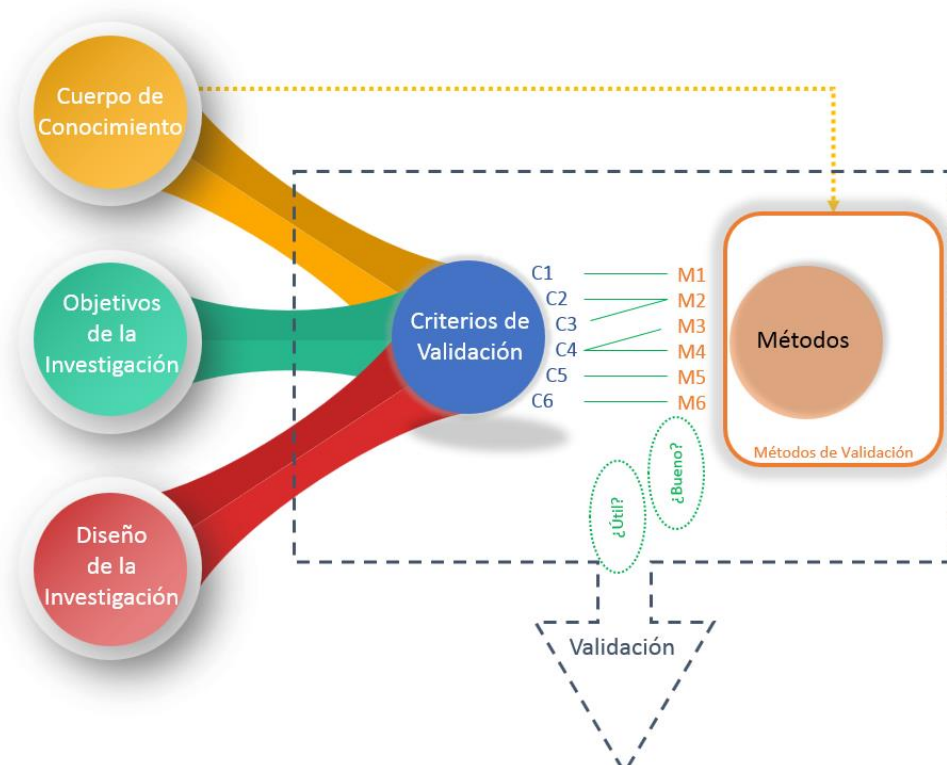 Cuerpo de
Conocimiento
Objetivos
de la
Investigación
Diseño
de la
Investigación
Criterios de
Validación
C1
C2
C3
C4
C5
C6
M1
M2
M3
M4
M5
M6
Métodos
Métodos de Validación
¿Útil?
¿Bueno?
Validación